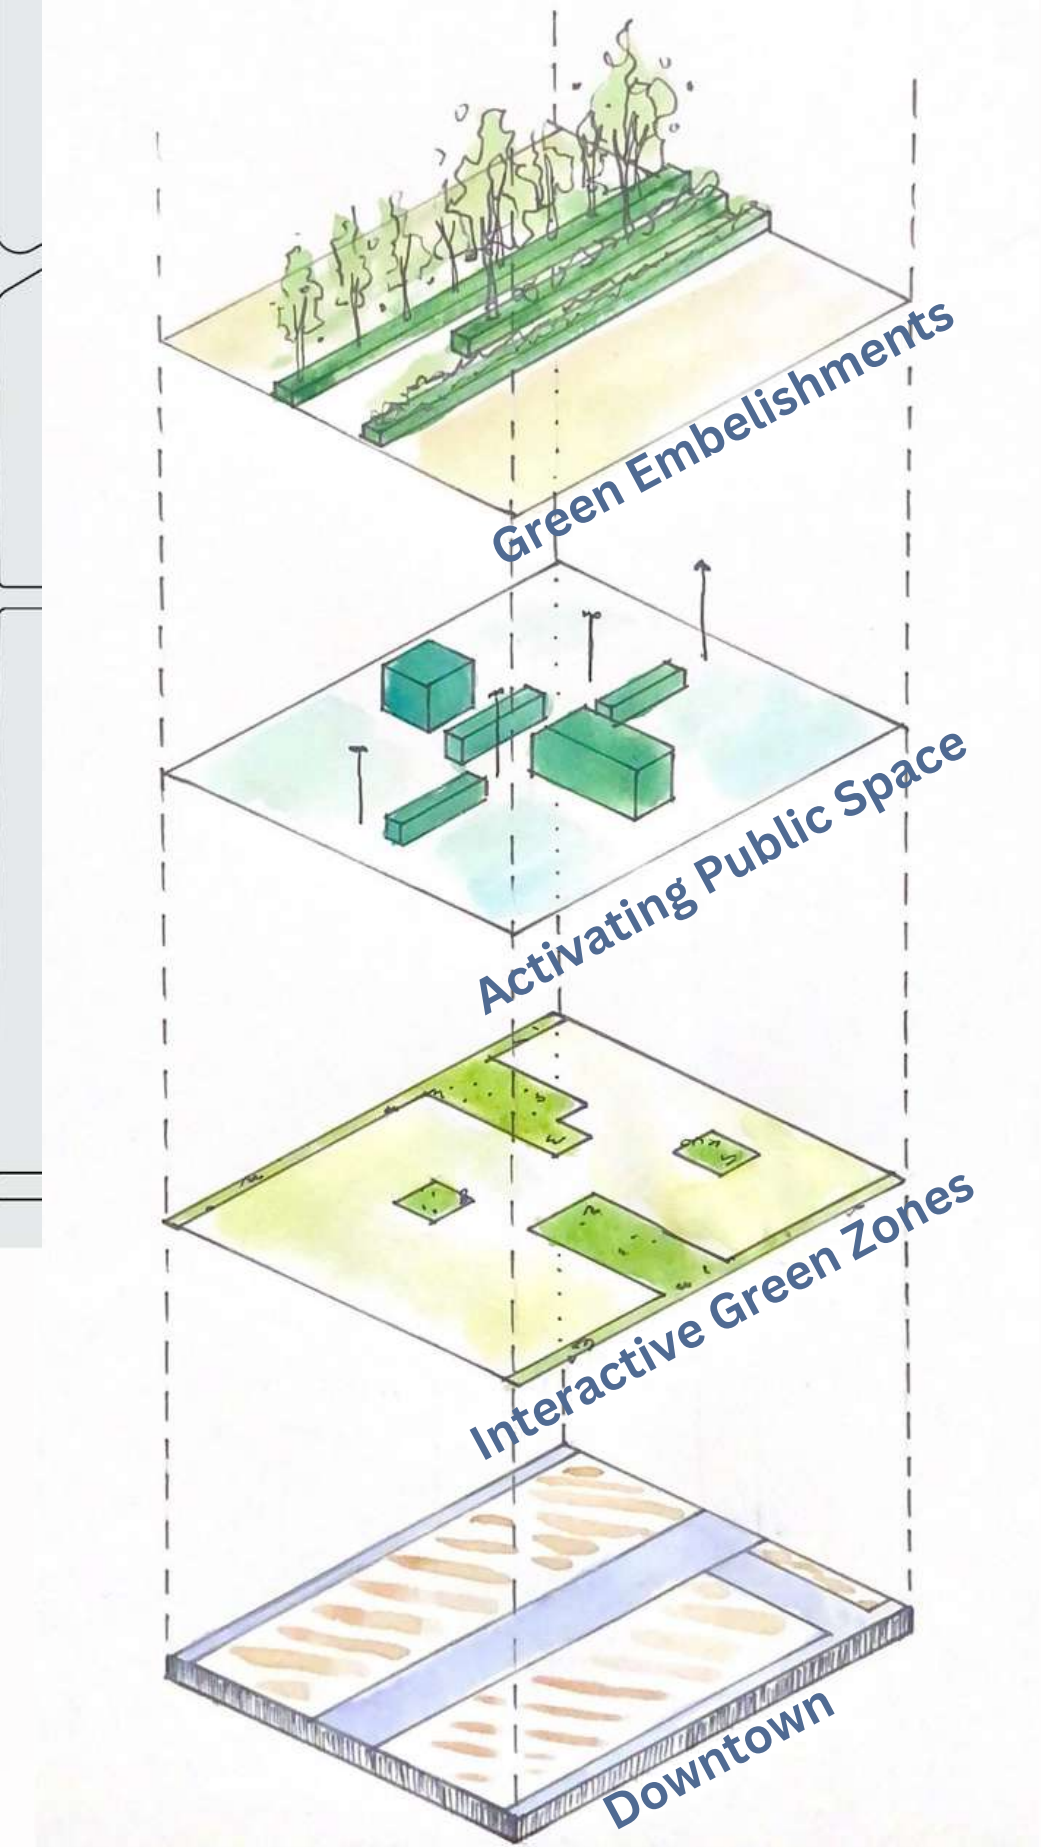 Green Embelishments
Activating Public Space
Interactive Green Zones
Downtown